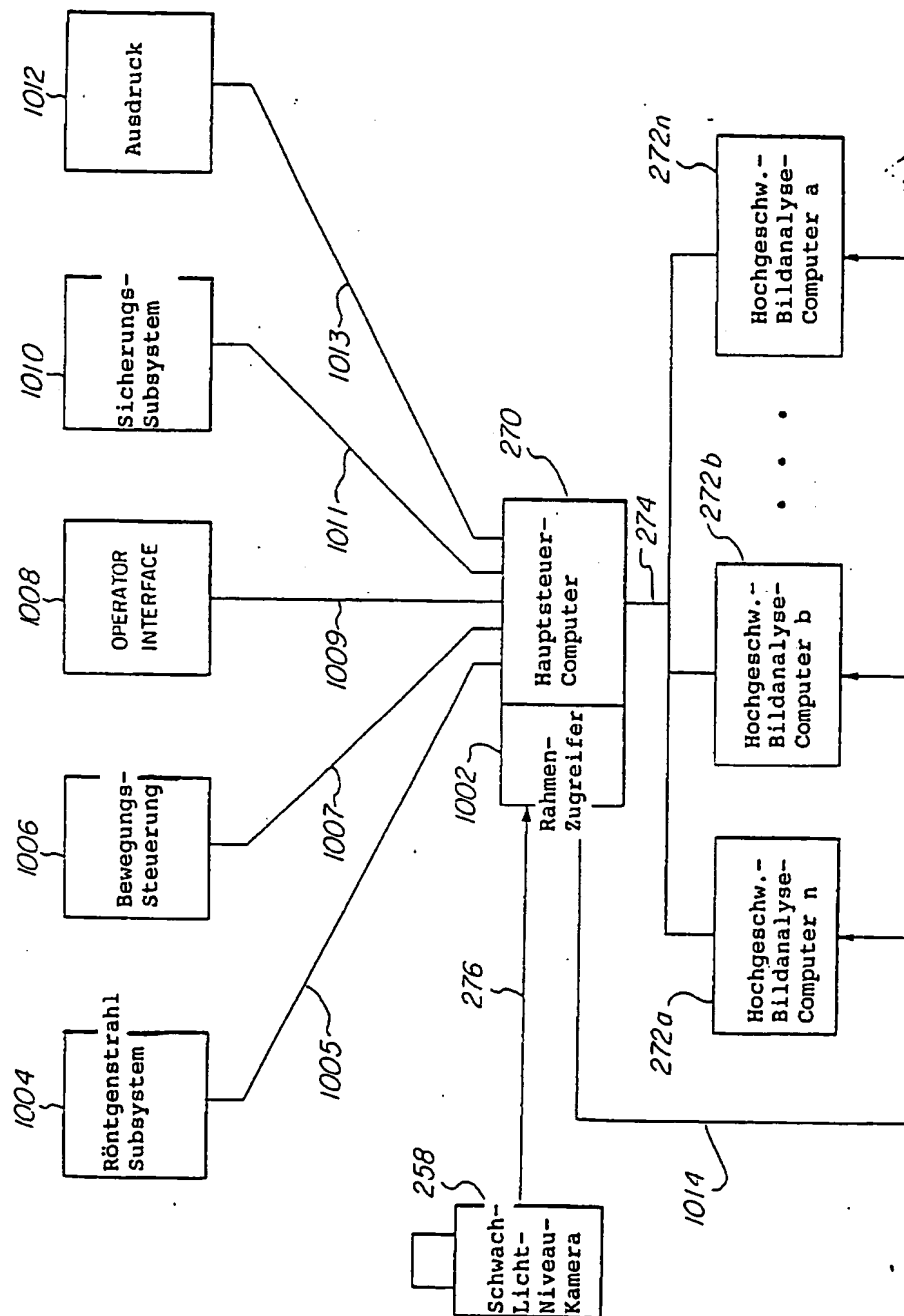 1004
Röntgenstrahl
Subsystem
1005
1006
Bewegungs-
Steuerung
1007
1008
OPERATOR
INTERFACE
1009
1010
Sicherungs-
Subsystem
1011
1012
Ausdruck
1013
258
Schwach-
Licht-
Niveau-
Kamera
276
1002
Rahmen-
Zugreifer
270
Hauptsteuer-
Computer
274
1014
272a
Hochgeschw.-
Bildanalyse-
Computer n
272b
Hochgeschw.-
Bildanalyse-
Computer b
272n
Hochgeschw.-
Bildanalyse-
Computer a